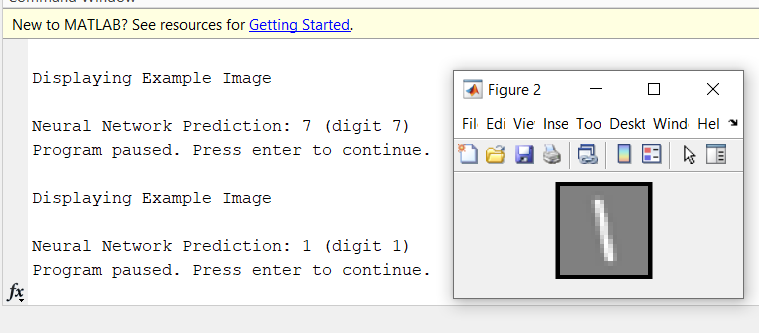 New to MATLAB? See resources for Getting Started.
Displaying Example Image
Neural Network Prediction: 7 (digit 7)
Program paused. Press enter to continue.
Displaying Example Image
Neural Network Prediction: 1 (digit 1)
Program paused. Press enter to continue.
fx
Figure 2
Fil Edi Vie Inse Too Deskt Wind Hel